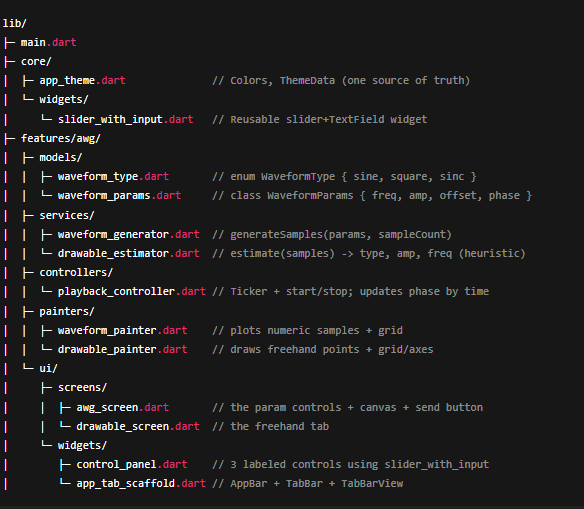 lib/
├─ main.dart
├─ core/
│  ├─ app_theme.dart              // Colors, ThemeData (one source of truth)
│  └─ widgets/
│     └─ slider_with_input.dart   // Reusable slider+TextField widget
├─ features/awg/
│  ├─ models/
│  │  ├─ waveform_type.dart       // enum WaveformType { sine, square, sinc }
│  │  └─ waveform_params.dart     // class WaveformParams { freq, amp, offset, phase }
│  ├─ services/
│  │  ├─ waveform_generator.dart  // generateSamples(params, sampleCount)
│  │  └─ drawable_estimator.dart  // estimate(samples) -> type, amp, freq (heuristic)
│  ├─ controllers/
│  │  └─ playback_controller.dart // Ticker + start/stop; updates phase by time
│  ├─ painters/
│  │  ├─ waveform_painter.dart    // plots numeric samples + grid
│  │  └─ drawable_painter.dart    // draws freehand points + grid/axes
│  └─ ui/
│     ├─ screens/
│     │  ├─ awg_screen.dart       // the param controls + canvas + send button
│     │  └─ drawable_screen.dart  // the freehand tab
│     └─ widgets/
│        ├─ control_panel.dart    // 3 labeled controls using slider_with_input
│        └─ app_tab_scaffold.dart // AppBar + TabBar + TabBarView